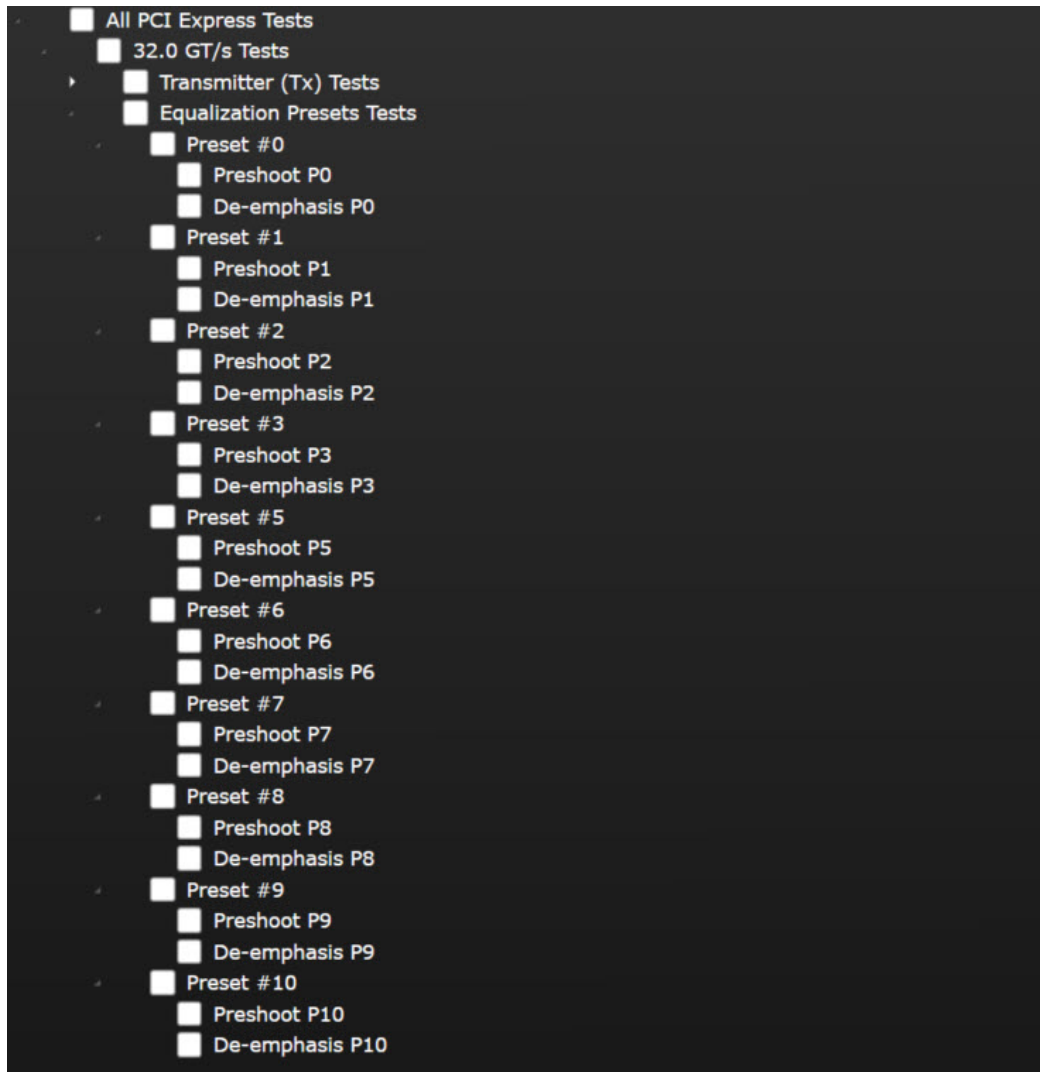 All PCI Express Tests
32.0 GT/s Tests
Transmitter (Tx) Tests
Equalization Presets Tests
Preset #0
Preshoot P0
De-emphasis P0
Preset #1
Preshoot P1
De-emphasis P1
Preset #2
Preshoot P2
De-emphasis P2
Preset #3
Preshoot P3
De-emphasis P3
Preset #5
Preshoot P5
De-emphasis P5
Preset #6
Preshoot P6
De-emphasis P6
Preset #7
Preshoot P7
De-emphasis P7
Preset #8
Preshoot P8
De-emphasis P8
Preset #9
Preshoot P9
De-emphasis P9
Preset #10
Preshoot P10
De-emphasis P10